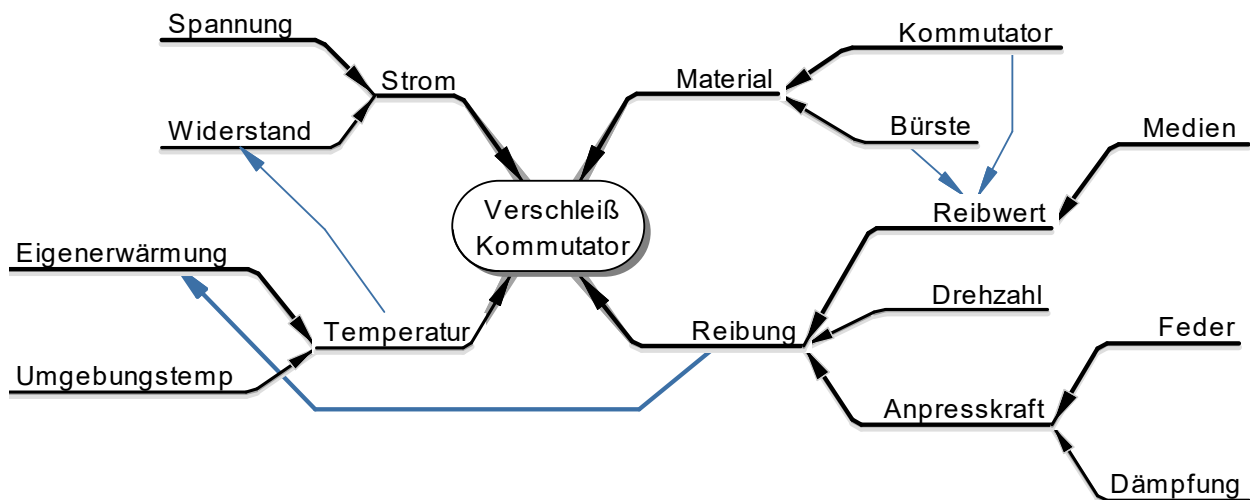 Spannung
Strom
Widerstand
Material
Kommutator
Bürste
Medien
Verschleiß
Kommutator
Reibwert
Eigenerwärmung
Temperatur
Umgebungstemp
Reibung
Drehzahl
Feder
Anpresskraft
Dämpfung